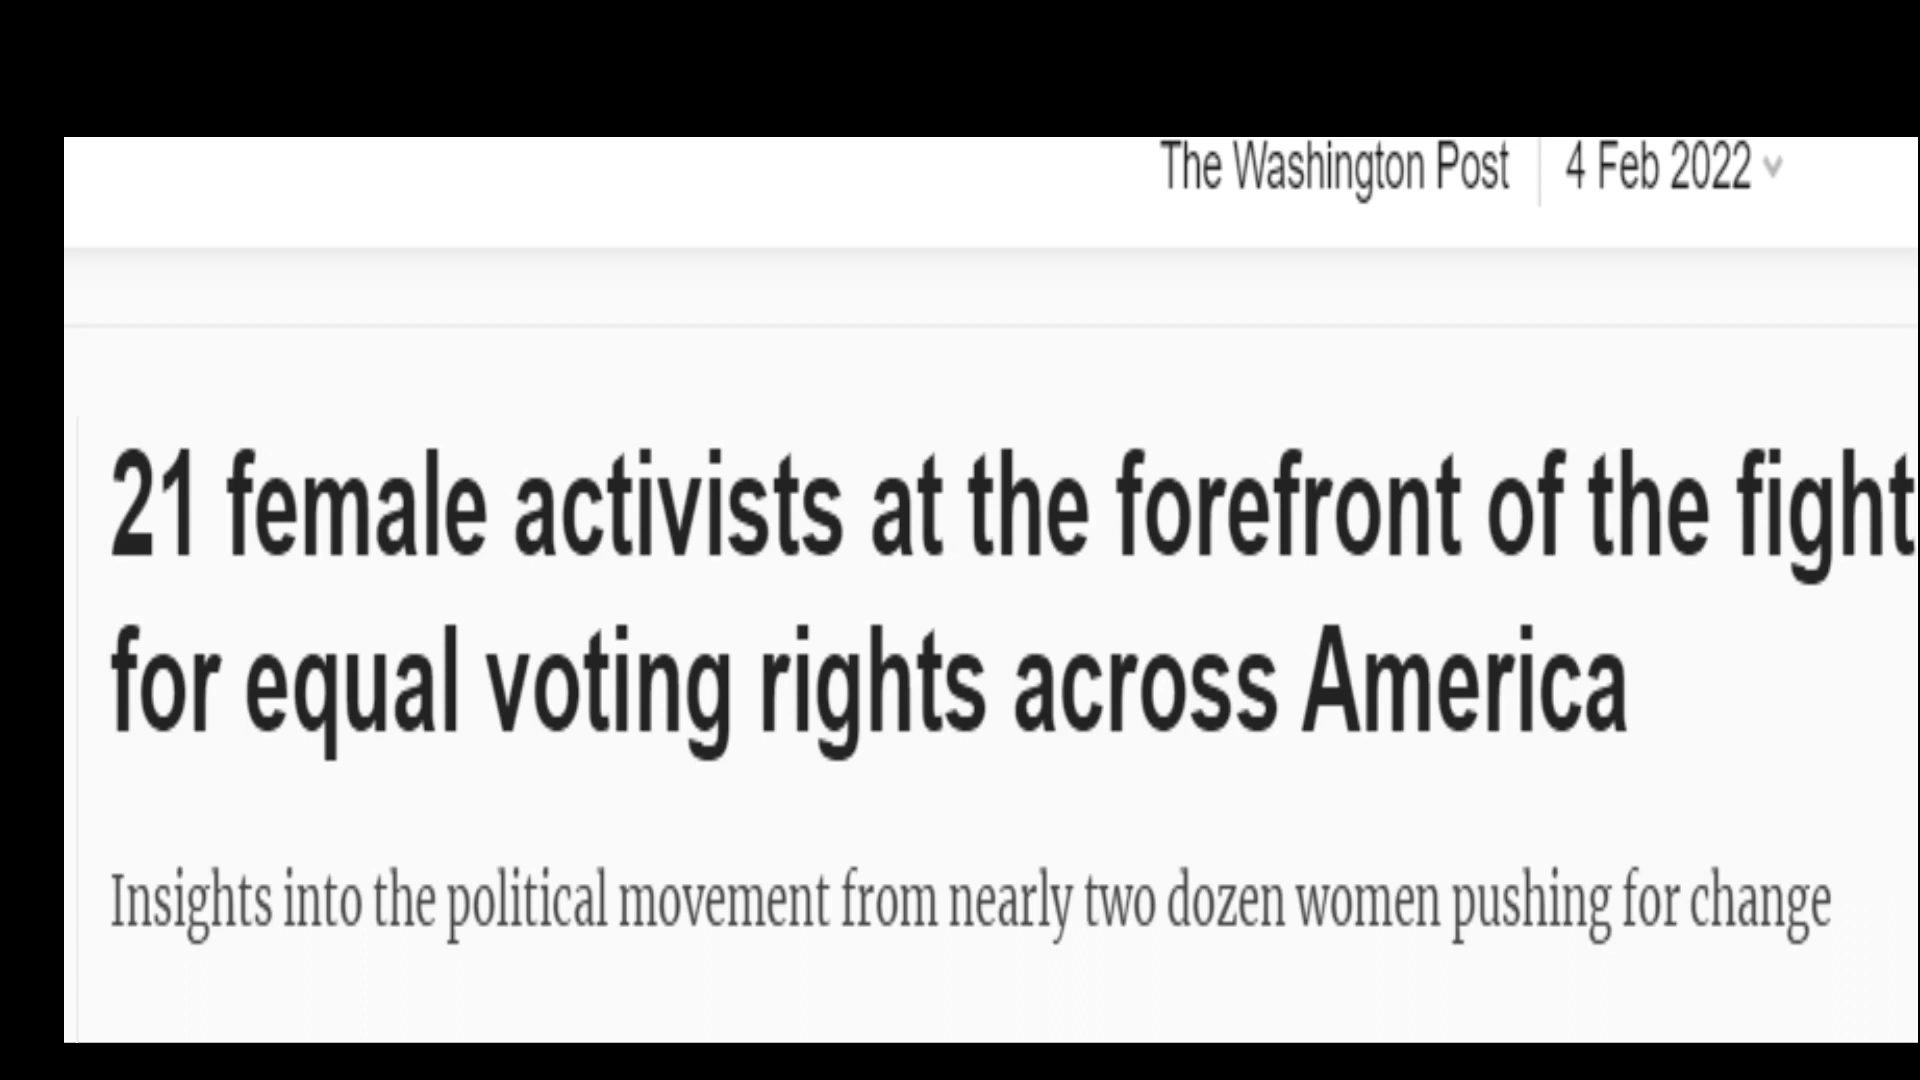 The Washington Post 4 Feb 2022
21 female activists at the forefront of the fight
for equal voting rights across America
Insights into the political movement from nearly two dozen women pushing for change